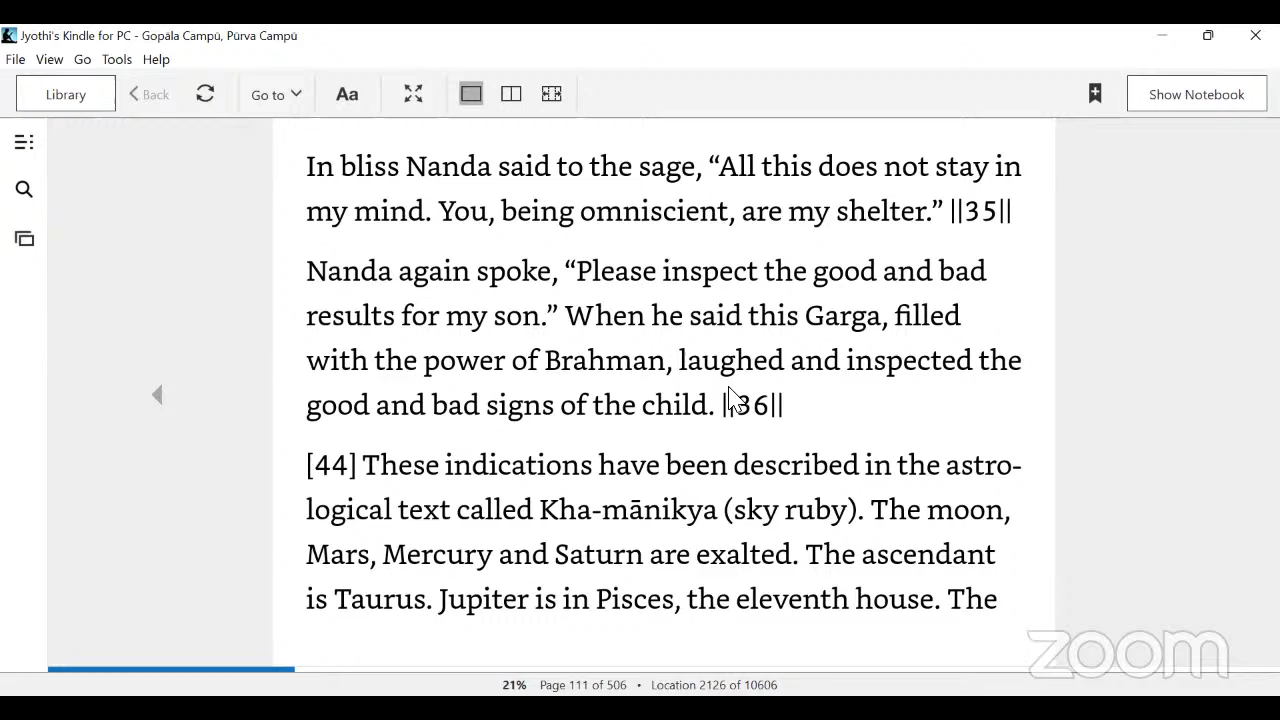 Jyothi's Kindle for PC - Gopāla Campū, Pūrva Campū
File View Go Tools Help
Library Back Go to Aa Show Notebook
In bliss Nanda said to the sage, “All this does not stay in
my mind. You, being omniscient, are my shelter.” ||35||
Nanda again spoke, “Please inspect the good and bad
results for my son.” When he said this Garga, filled
with the power of Brahman, laughed and inspected the
good and bad signs of the child. ||36||
[44] These indications have been described in the astro-
logical text called Kha-mānikya (sky ruby). The moon,
Mars, Mercury and Saturn are exalted. The ascendant
is Taurus. Jupiter is in Pisces, the eleventh house. The
zoom
21% Page 111 of 506 • Location 2126 of 10606